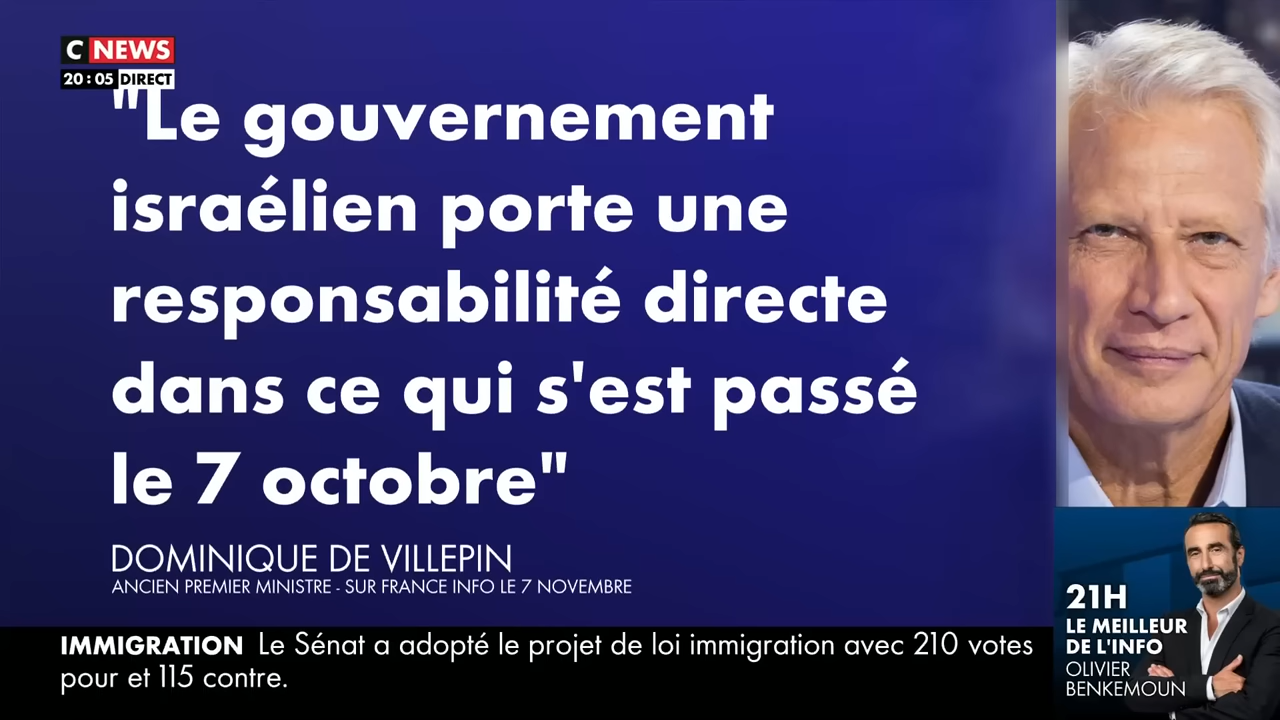 C NEWS
20:05 DIRECT
"Le gouvernement
israélien porte une
responsabilité directe
dans ce qui s'est passé
le 7 octobre"
DOMINIQUE DE VILLEPIN
ANCIEN PREMIER MINISTRE - SUR FRANCE INFO LE 7 NOVEMBRE
IMMIGRATION Le Sénat a adopté le projet de loi immigration avec 210 votes
pour et 115 contre.
21H
LE MEILLEUR
DE L'INFO
OLIVIER
BENKEMOUN